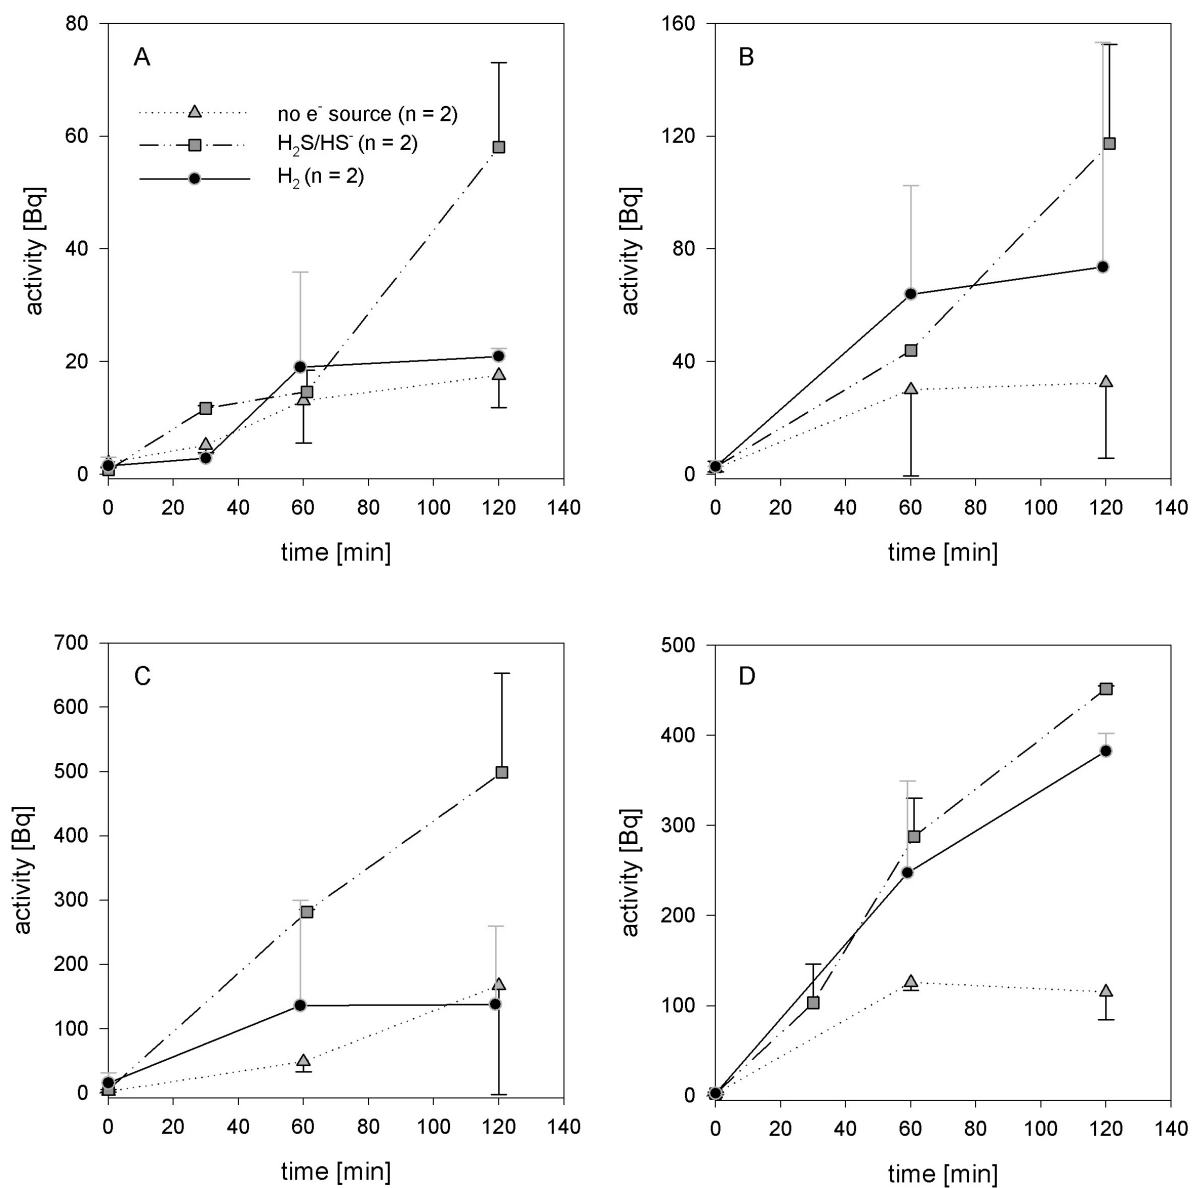 A
no e⁻ source (n = 2)
H₂S/HS⁻ (n = 2)
H₂ (n = 2)
80
60
40
20
0
activity [Bq]
0 20 40 60 80 100 120 140
time [min]
B
160
120
80
40
0
activity [Bq]
0 20 40 60 80 100 120 140
time [min]
C
700
600
500
400
300
200
100
0
activity [Bq]
0 20 40 60 80 100 120 140
time [min]
D
500
400
300
200
100
0
activity [Bq]
0 20 40 60 80 100 120 140
time [min]